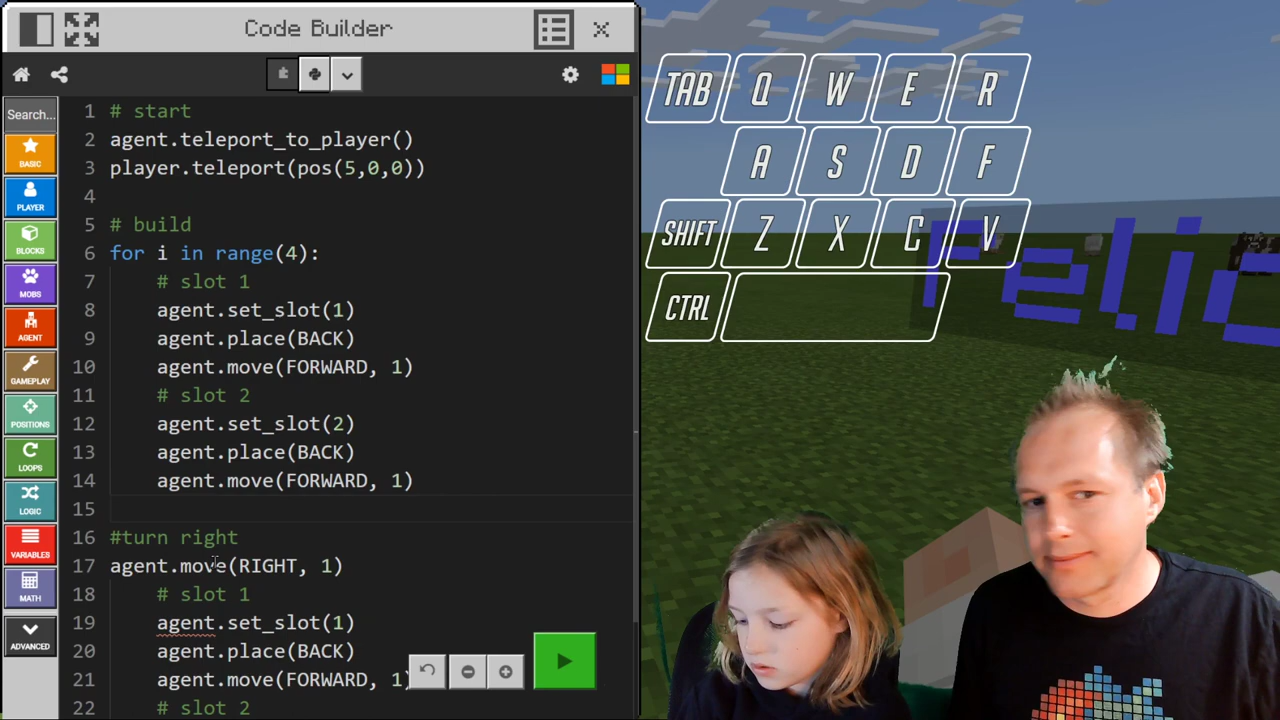 Code Builder
Search...
BASIC
PLAYER
BLOCKS
MOBS
AGENT
GAMEPLAY
POSITIONS
LOOPS
LOGIC
VARIABLES
MATH
ADVANCED
1 # start
2 agent.teleport_to_player()
3 player.teleport(pos(5,0,0))
4
5 # build
6 for i in range(4):
7 # slot 1
8 agent.set_slot(1)
9 agent.place(BACK)
10 agent.move(FORWARD, 1)
11 # slot 2
12 agent.set_slot(2)
13 agent.place(BACK)
14 agent.move(FORWARD, 1)
15
16 #turn right
17 agent.move(RIGHT, 1)
18 # slot 1
19 agent.set_slot(1)
20 agent.place(BACK)
21 agent.move(FORWARD, 1)
22 # slot 2
TAB Q W E R
A S D F
SHIFT Z X C V
CTRL